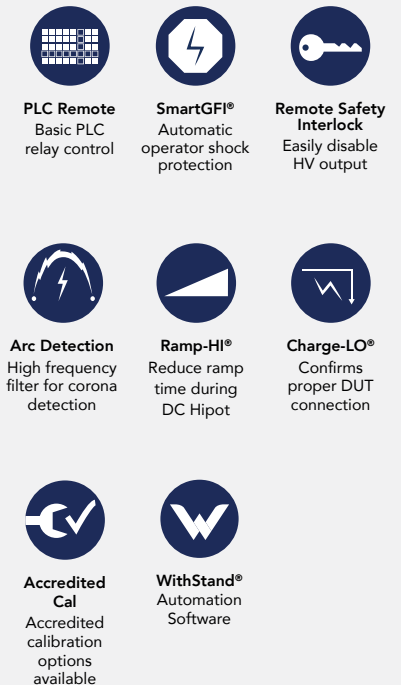 PLC Remote
Basic PLC
relay control
SmartGFI®
Automatic
operator shock
protection
Remote Safety
Interlock
Easily disable
HV output
Arc Detection
High frequency
filter for corona
detection
Ramp-HI®
Reduce ramp
time during
DC Hipot
Charge-LO®
Confirms
proper DUT
connection
Accredited
Cal
Accredited
calibration
options
available
WithStand®
Automation
Software